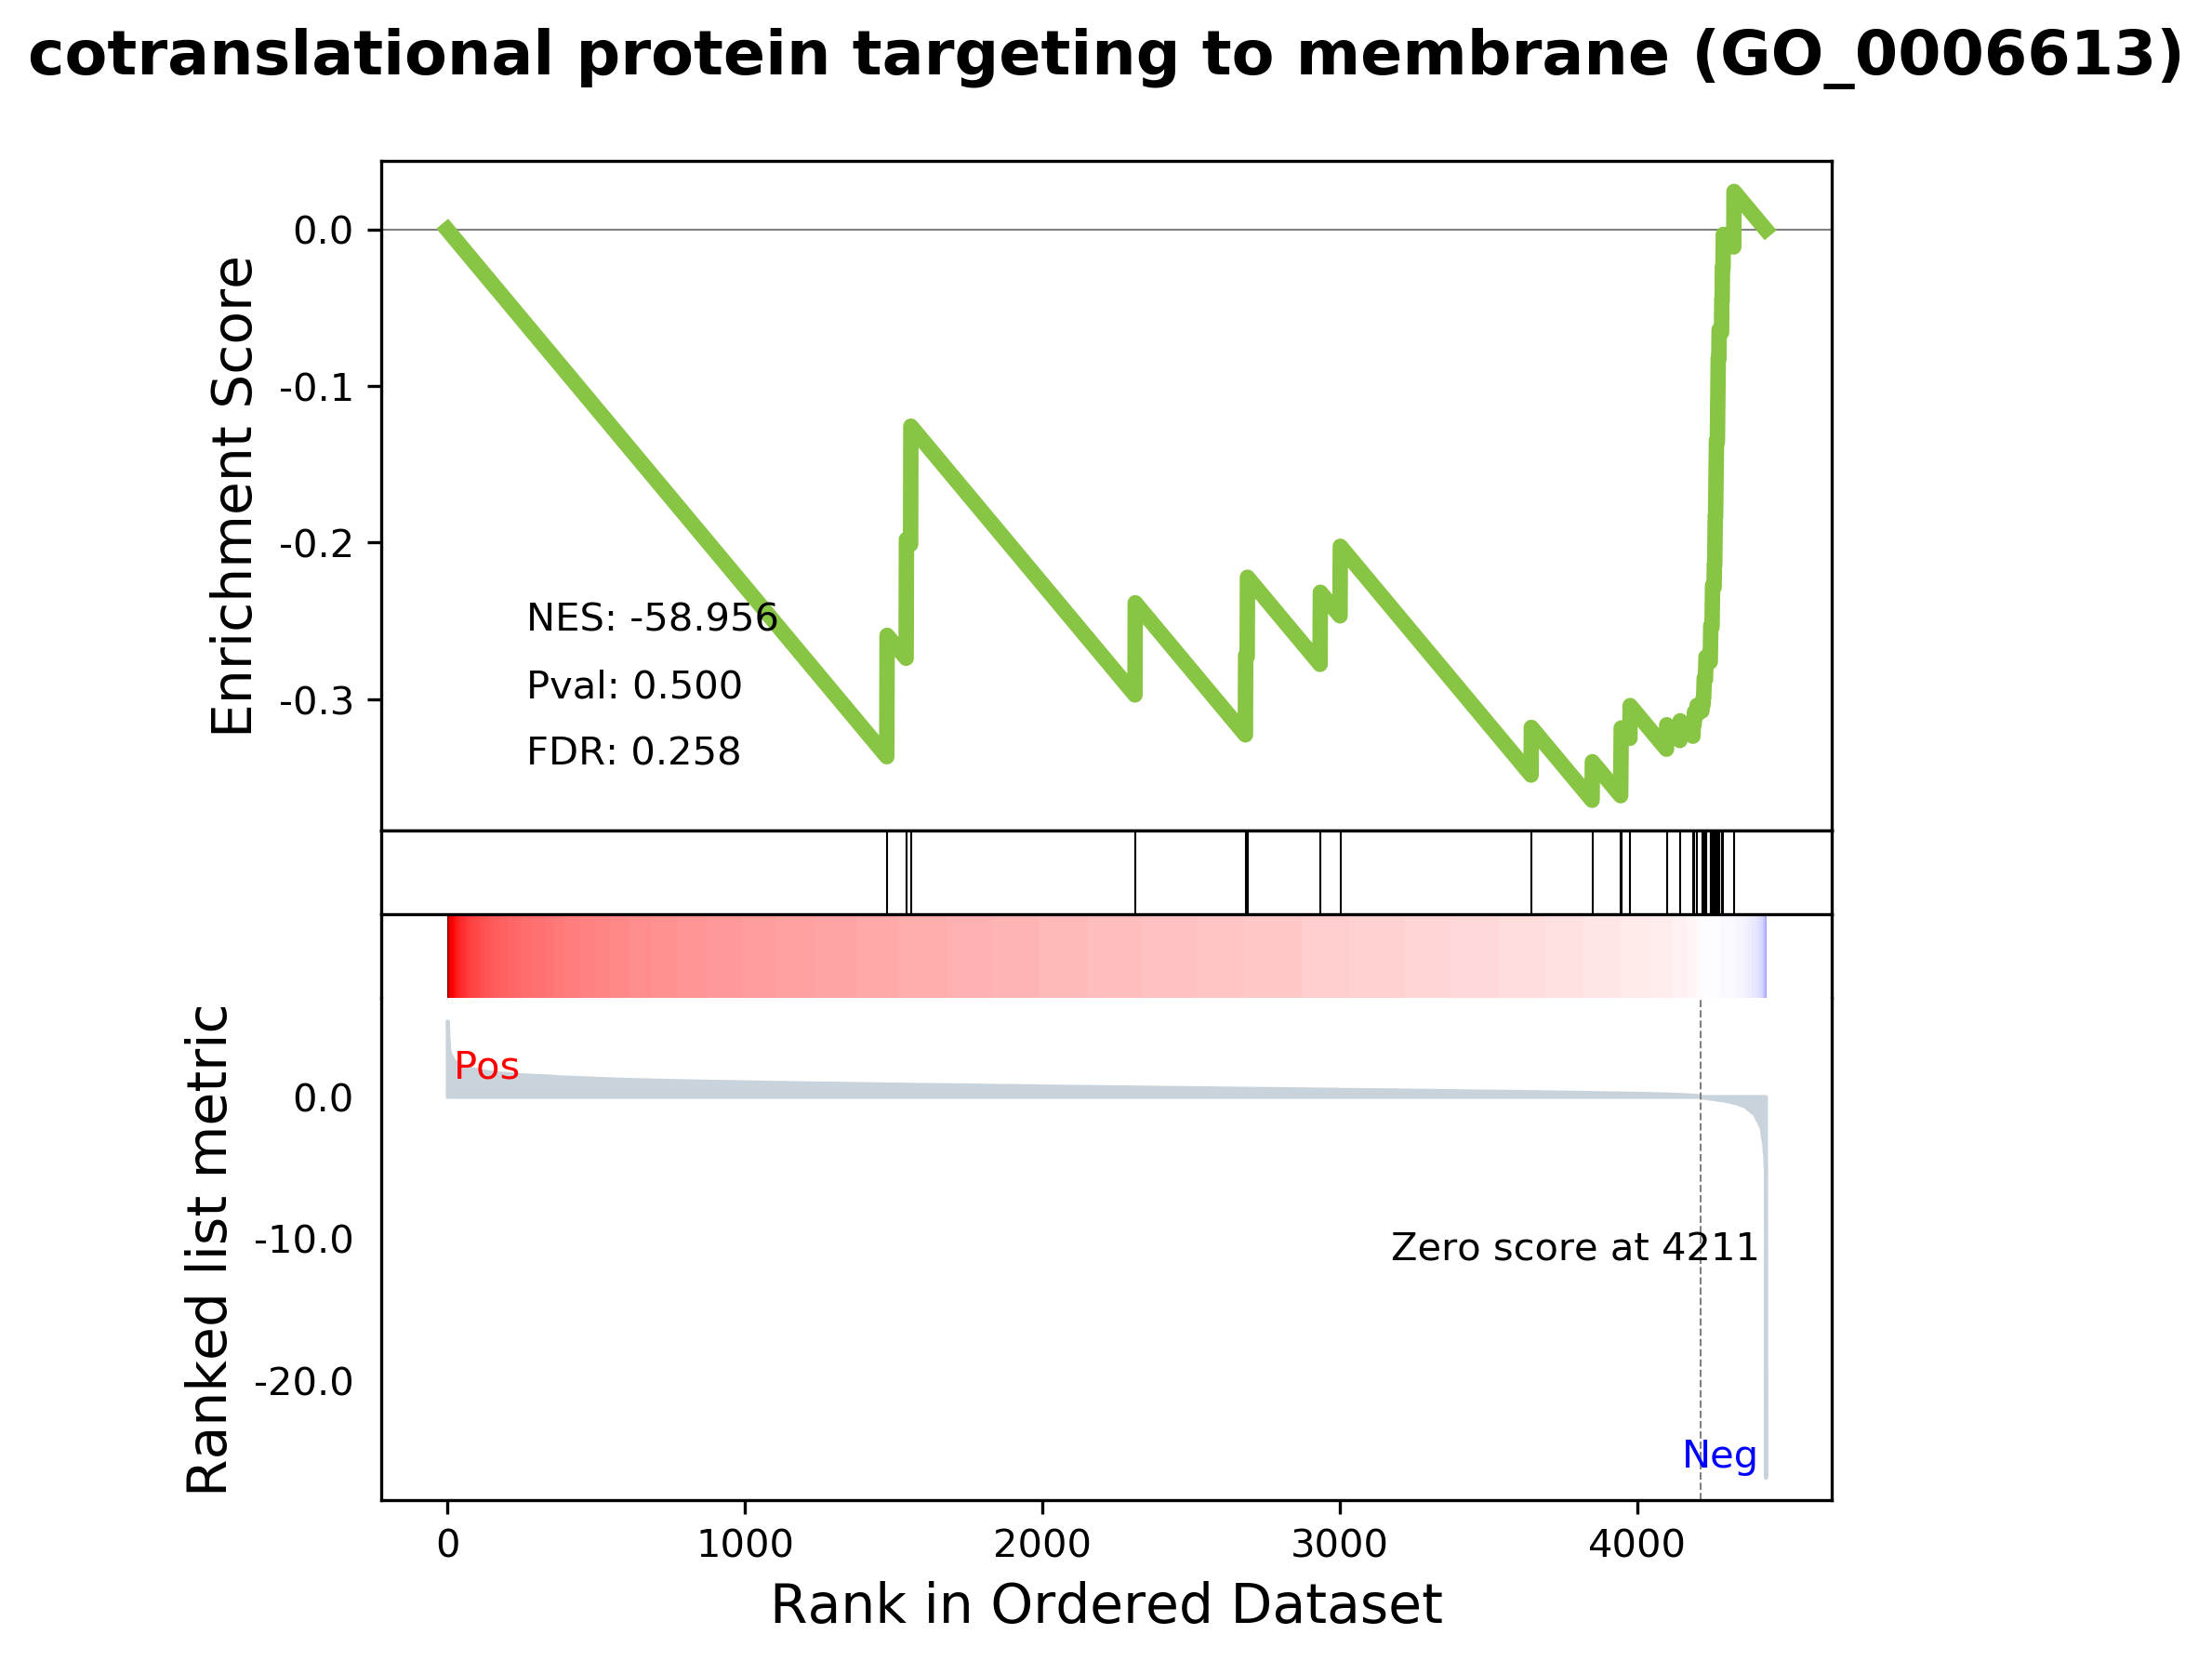 cotranslational protein targeting to membrane (GO_0006613)
Enrichment Score
0.0
-0.1
-0.2
-0.3
NES: -58.956
Pval: 0.500
FDR: 0.258
Ranked list metric
0.0
-10.0
-20.0
Pos
Zero score at 4211
Neg
0 1000 2000 3000 4000
Rank in Ordered Dataset